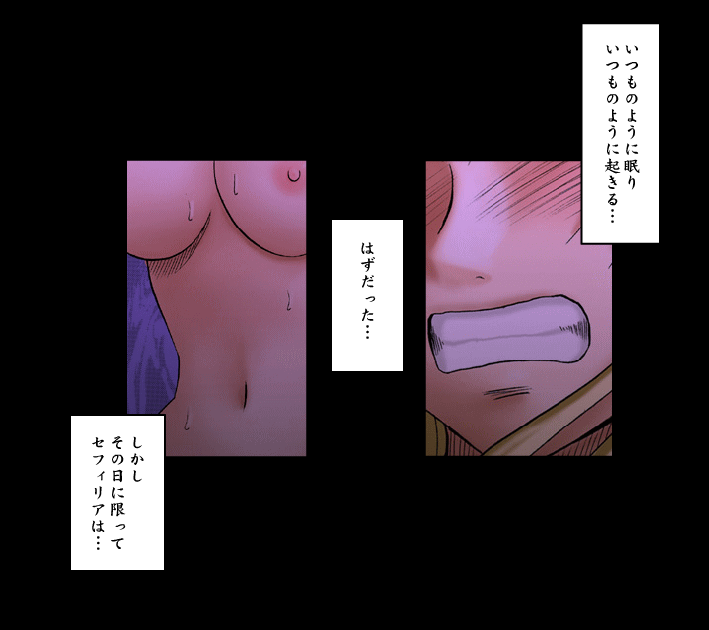 いつものように眠り
いつものように起きる…
はずだった…
しかし
その日に限って
セフィリアは…